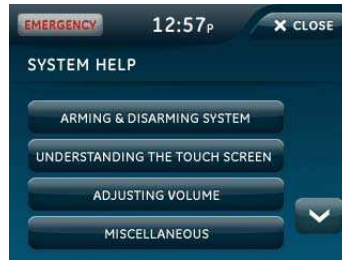 EMERGENCY
12:57P
X CLOSE
SYSTEM HELP
ARMING & DISARMING SYSTEM
UNDERSTANDING THE TOUCH SCREEN
ADJUSTING VOLUME
MISCELLANEOUS